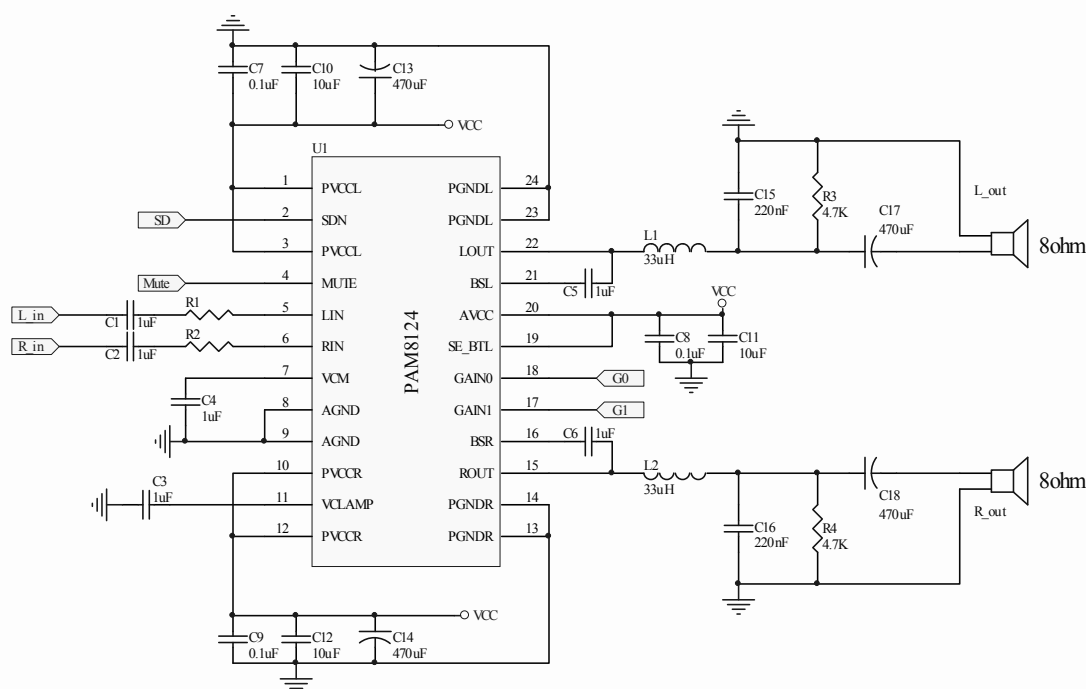 C7
0.1uF
C10
10uF
C13
470uF
VCC
U1
PAM8124
1 PVCCL
2 SDN
3 PVCCL
4 MUTE
5 LIN
6 RIN
7 VCM
8 AGND
9 AGND
10 PVCCR
11 VCLAMP
12 PVCCR
PGNDL 24
PGNDL 23
LOUT 22
BSL 21
AVCC 20
SE_BTL 19
GAIN0 18
GAIN1 17
BSR 16
ROUT 15
PGNDR 14
PGNDR 13
SD
Mute
L_in
C1
1uF
R1
R_in
C2
1uF
R2
C4
1uF
C3
1uF
C9
0.1uF
C12
10uF
C14
470uF
VCC
C5
1uF
L1
33uH
C15
220nF
R3
4.7K
C17
470uF
L_out
8ohm
VCC
C8
0.1uF
C11
10uF
G0
G1
C6
1uF
L2
33uH
C16
220nF
R4
4.7K
C18
470uF
R_out
8ohm